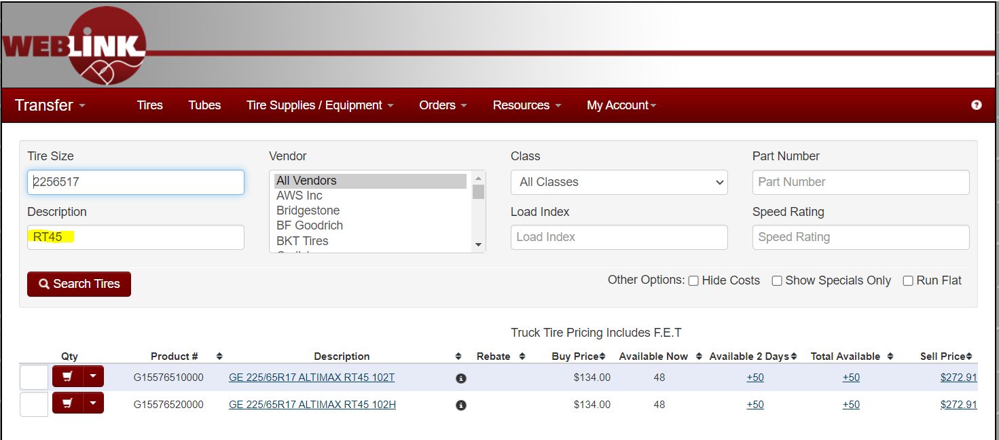 WEBLINK
Transfer Tires Tubes Tire Supplies / Equipment Orders Resources My Account ?
Tire Size Vendor Class Part Number
2256517 All Vendors All Classes Part Number
AWS Inc
Description Bridgestone Load Index Speed Rating
RT45 BF Goodrich Load Index Speed Rating
BKT Tires
Search Tires Other Options: Hide Costs Show Specials Only Run Flat
Truck Tire Pricing Includes F.E.T
Qty Product # Description Rebate Buy Price Available Now Available 2 Days Total Available Sell Price
G15576510000 GE 225/65R17 ALTIMAX RT45 102T $134.00 48 +50 +50 $272.91
G15576520000 GE 225/65R17 ALTIMAX RT45 102H $134.00 48 +50 +50 $272.91